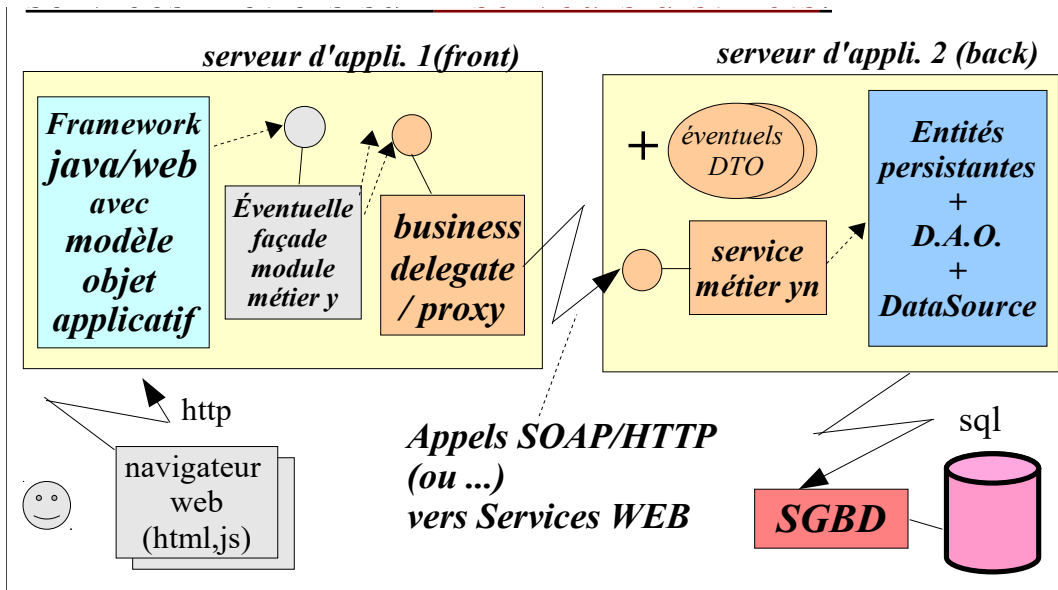 serveur d'appli. 1(front)
serveur d'appli. 2 (back)
Framework
java/web
avec
modèle
objet
applicatif
Éventuelle
façade
module
métier y
business
delegate
/ proxy
+
éventuels
DTO
service
métier yn
Entités
persistantes
+
D.A.O.
+
DataSource
http
navigateur
web
(html,js)
Appels SOAP/HTTP
(ou ...)
vers Services WEB
sql
SGBD